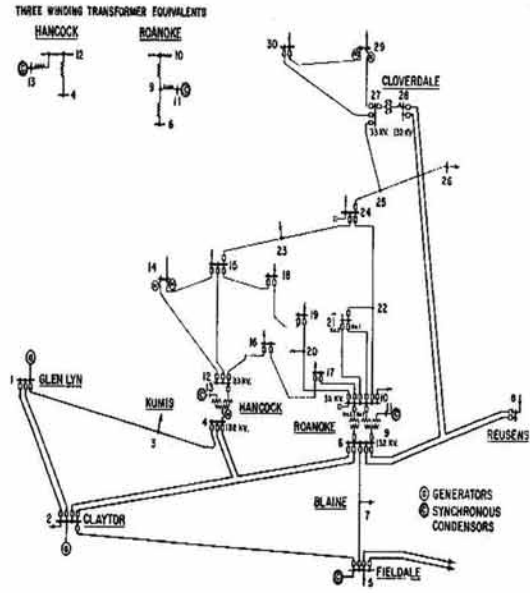 THREE WINDING TRANSFORMER EQUIVALENTS
HANCOCK
ROANOKE
12
13
4
10
9
11
6
30
29
CLOVERDALE
27
28
33 KV.
132 KV.
26
25
24
23
22
14
15
18
19
21
16
20
17
12
33 KV.
13
HANCOCK
4
132 KV.
1
GLEN LYN
KUMIS
3
33 KV.
10
11
ROANOKE
9
6
132 KV.
8
REUSENS
BLAINE
7
2
CLAYTOR
G GENERATORS
C SYNCHRONOUS
CONDENSORS
5
FIELDALE